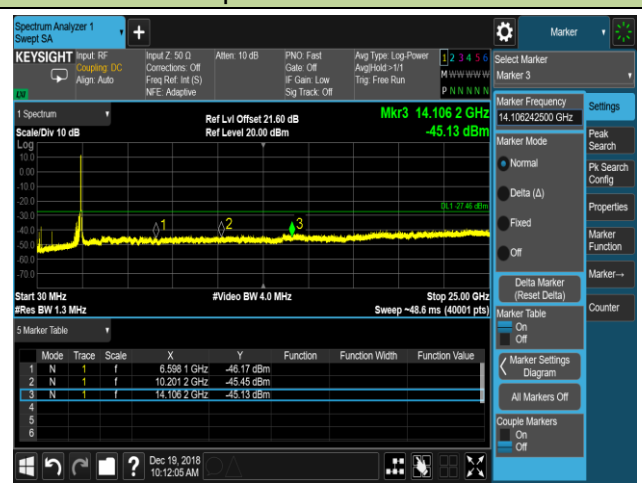 Spectrum Analyzer 1
Swept SA
Marker
KEYSIGHT
Input: RF
Coupling: DC
Align: Auto
Input Z: 50 Ω
Corrections: Off
Freq Ref: Int (S)
NFE: Adaptive
Atten: 10 dB
PNO: Fast
Gate: Off
IF Gain: Low
Sig Track: Off
Avg Type: Log-Power
Avg|Hold:>1/1
Trig: Free Run
1 2 3 4 5 6
M W W W W W
P N N N N N
Select Marker
Marker 3
1 Spectrum
Scale/Div 10 dB
Ref Lvl Offset 21.60 dB
Ref Level 20.00 dBm
Mkr3 14.106 2 GHz
-45.13 dBm
Log
10.0
0.00
-10.0
-20.0
-30.0
-40.0
-50.0
-60.0
-70.0
DL1 -27.46 dBm
1
2
3
Start 30 MHz
#Res BW 1.3 MHz
#Video BW 4.0 MHz
Stop 25.00 GHz
Sweep ~48.6 ms (40001 pts)
5 Marker Table
Mode Trace Scale X Y Function Function Width Function Value
1 N 1 f 6.598 1 GHz -46.17 dBm
2 N 1 f 10.201 2 GHz -45.45 dBm
3 N 1 f 14.106 2 GHz -45.13 dBm
4
5
6
Marker Frequency
14.106242500 GHz
Marker Mode
Normal
Delta (Δ)
Fixed
Off
Delta Marker
(Reset Delta)
Marker Table
On
Off
Marker Settings
Diagram
All Markers Off
Couple Markers
On
Off
Settings
Peak
Search
Pk Search
Config
Properties
Marker
Function
Marker→
Counter
?
Dec 19, 2018
10:12:05 AM